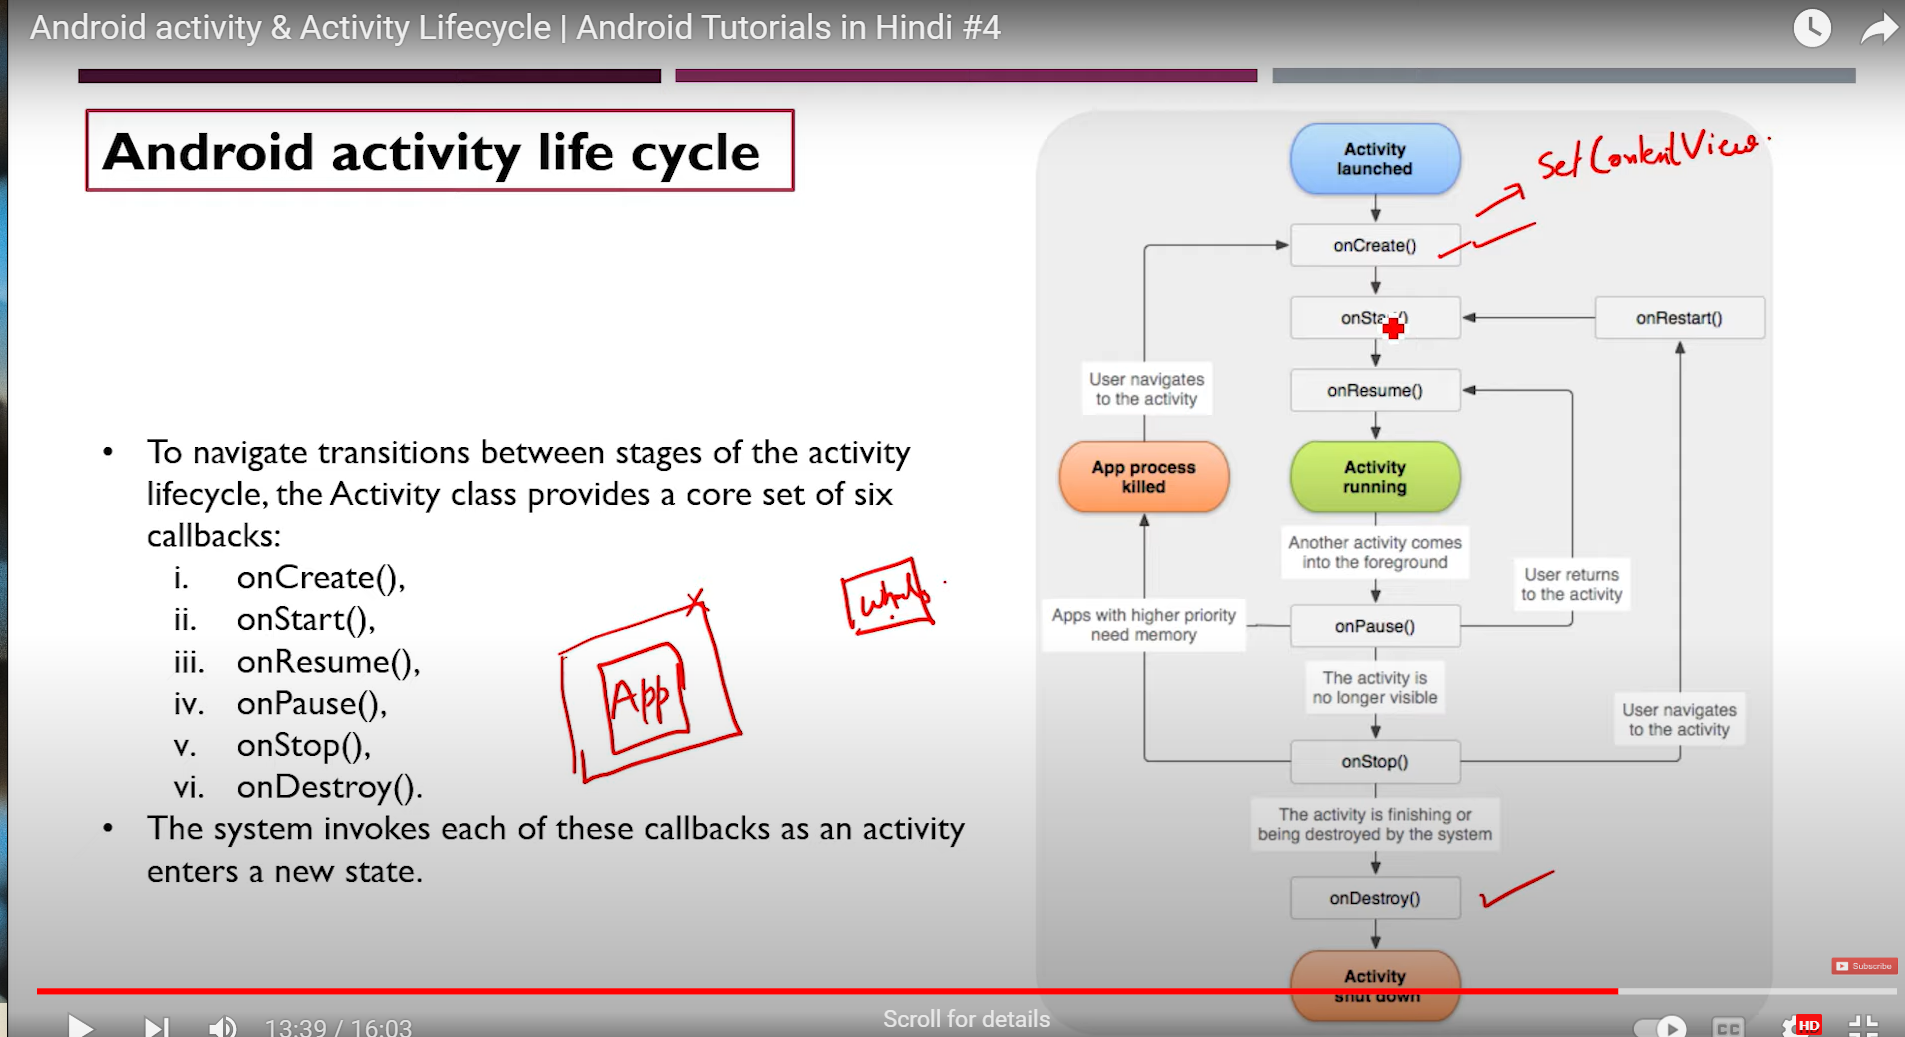 Android activity & Activity Lifecycle | Android Tutorials in Hindi #4
Android activity life cycle
• To navigate transitions between stages of the activity
lifecycle, the Activity class provides a core set of six
callbacks:
i. onCreate(),
ii. onStart(),
iii. onResume(),
iv. onPause(),
v. onStop(),
vi. onDestroy().
• The system invokes each of these callbacks as an activity
enters a new state.
App
Activity
launched
SetContentView
onCreate()
onRestart()
onResume()
User navigates
to the activity
App process
killed
Activity
running
Another activity comes
into the foreground
User returns
to the activity
Apps with higher priority
need memory
onPause()
The activity is
no longer visible
User navigates
to the activity
onStop()
The activity is finishing or
being destroyed by the system
onDestroy()
Activity
shut down
Subscribe
13:39 / 16:03
Scroll for details
CC
HD